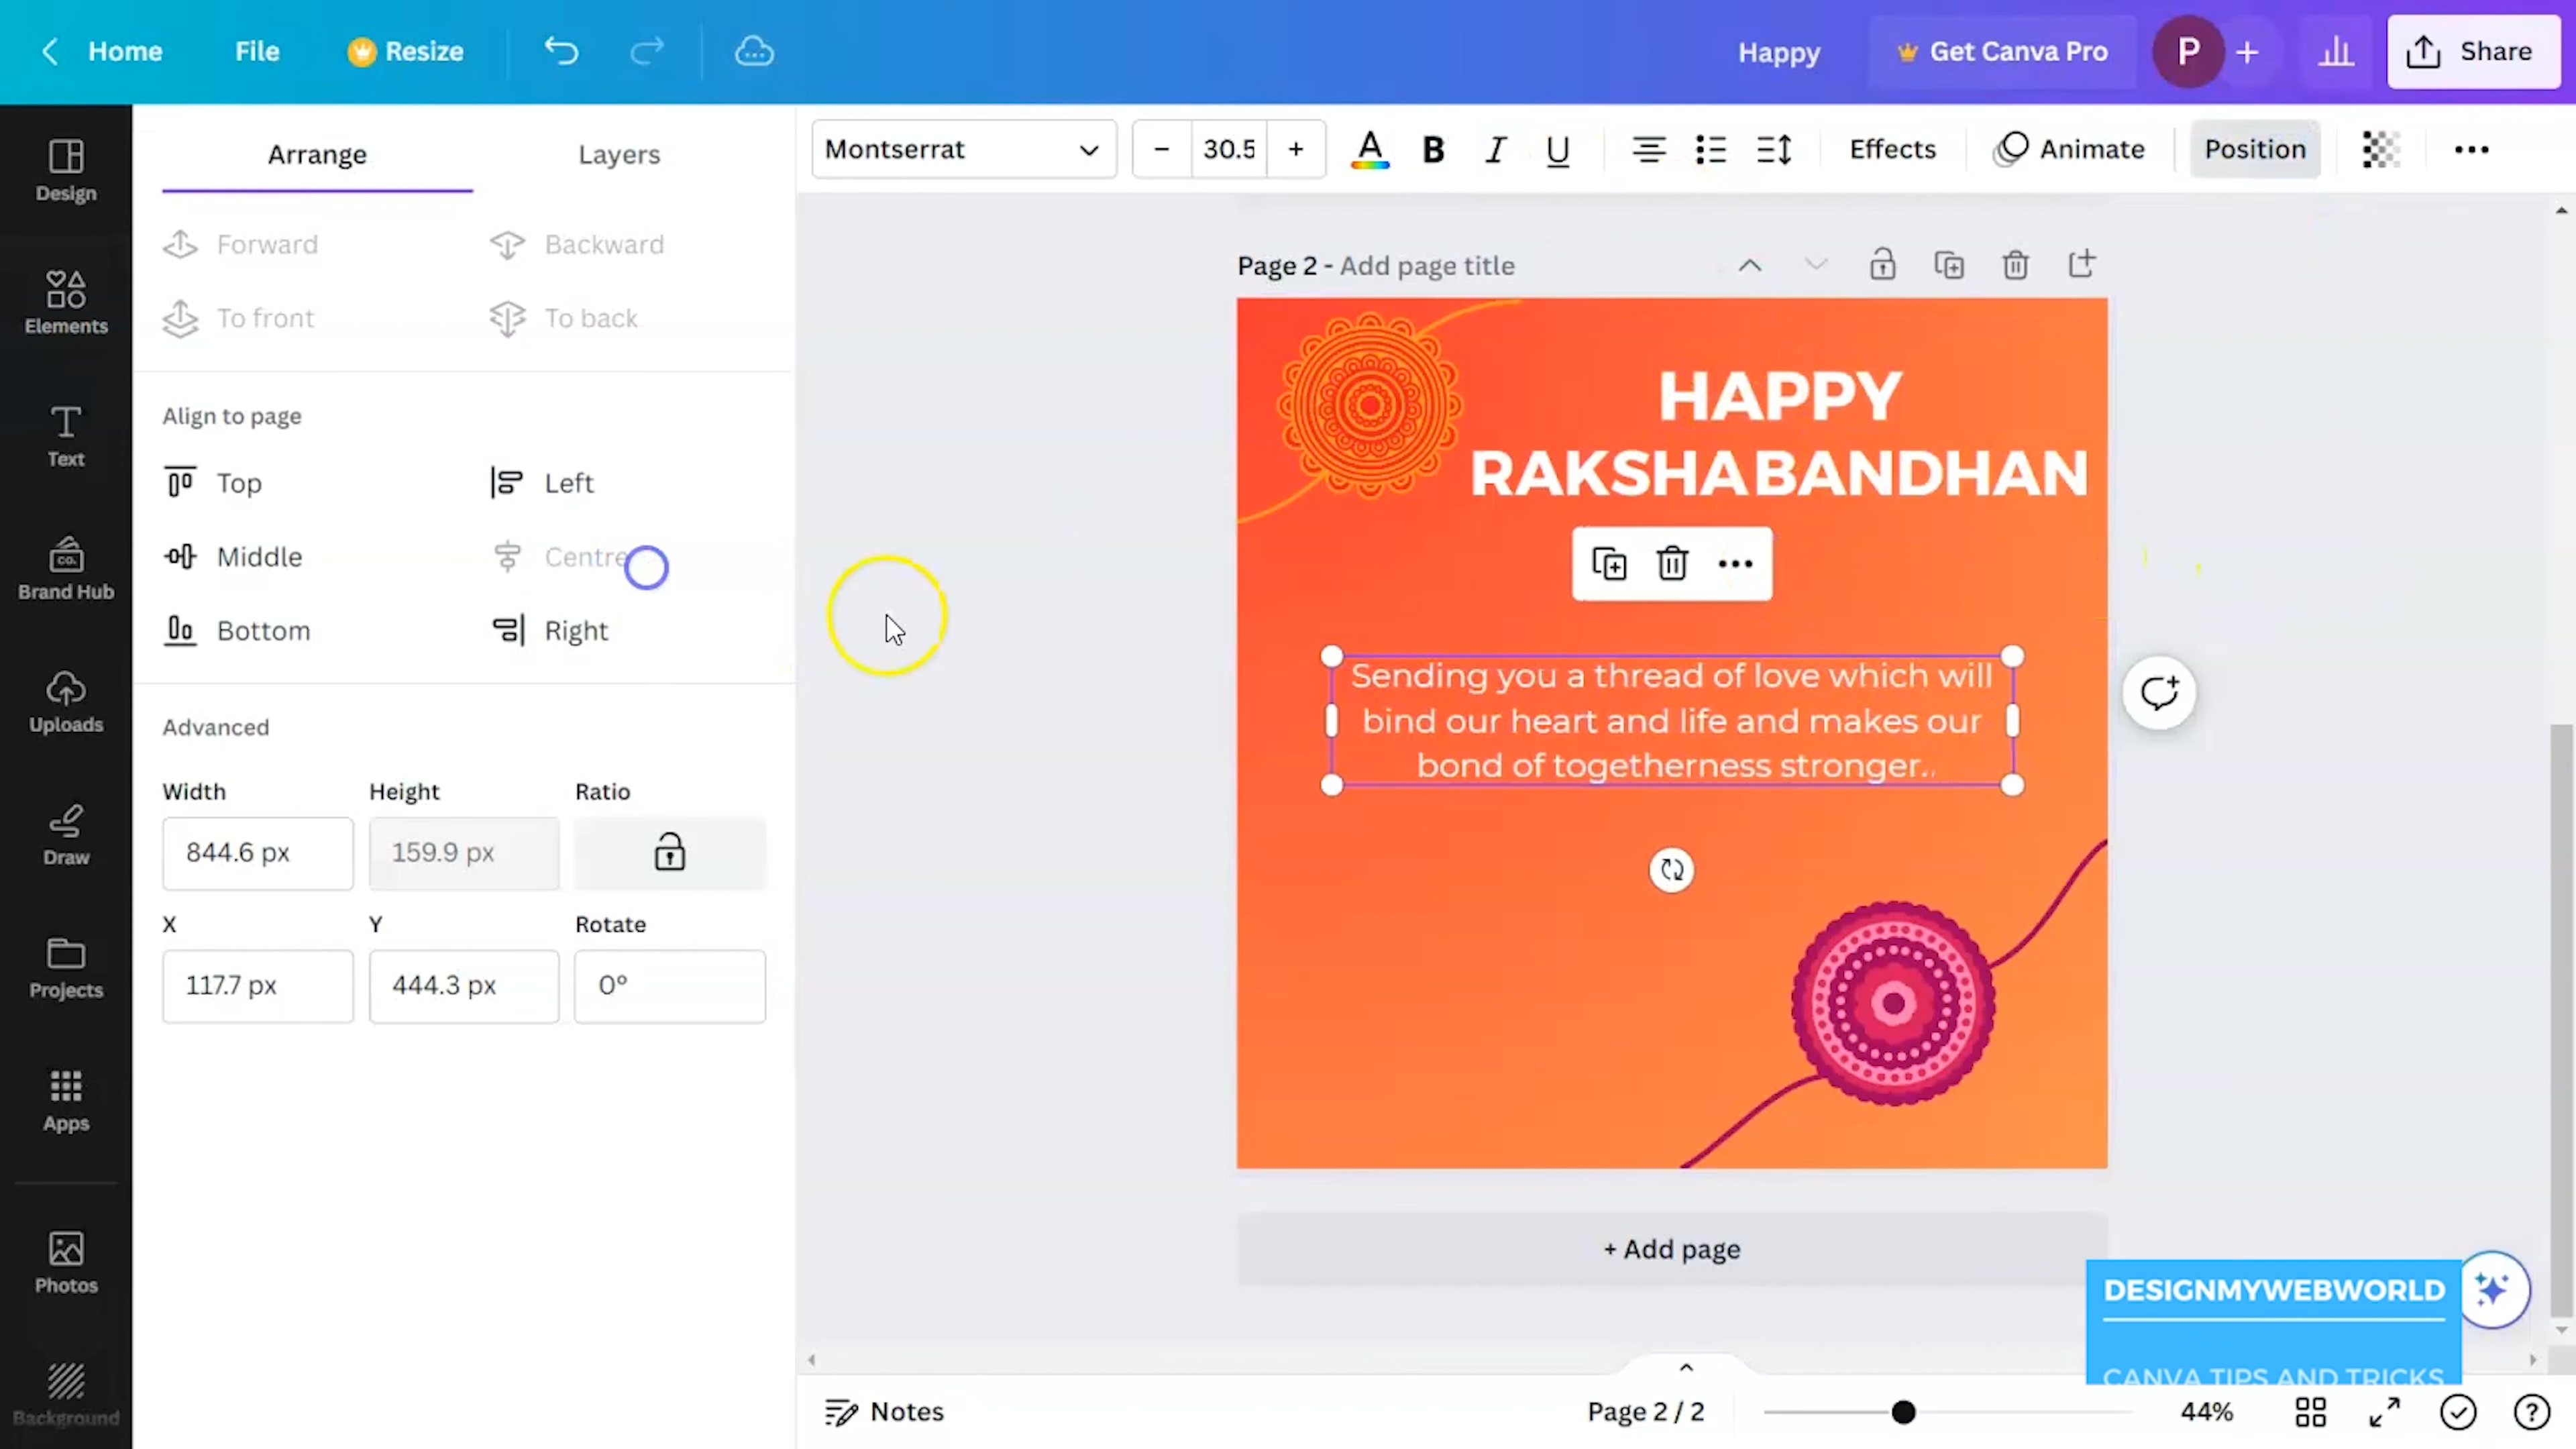 Home File Resize Happy Get Canva Pro P + Share
Arrange Layers
Montserrat − 30.5 + A B I U Effects Animate Position
Design
Elements
Text
Brand Hub
Uploads
Draw
Projects
Apps
Photos
Background
Forward Backward
To front To back
Align to page
Top Left
Middle Centre
Bottom Right
Advanced
Width Height Ratio
844.6 px 159.9 px
X Y Rotate
117.7 px 444.3 px 0°
Page 2 - Add page title
HAPPY
RAKSHABANDHAN
Sending you a thread of love which will
bind our heart and life and makes our
bond of togetherness stronger..
+ Add page
DESIGNMYWEBWORLD
CANVA TIPS AND TRICKS
Notes Page 2 / 2 44%